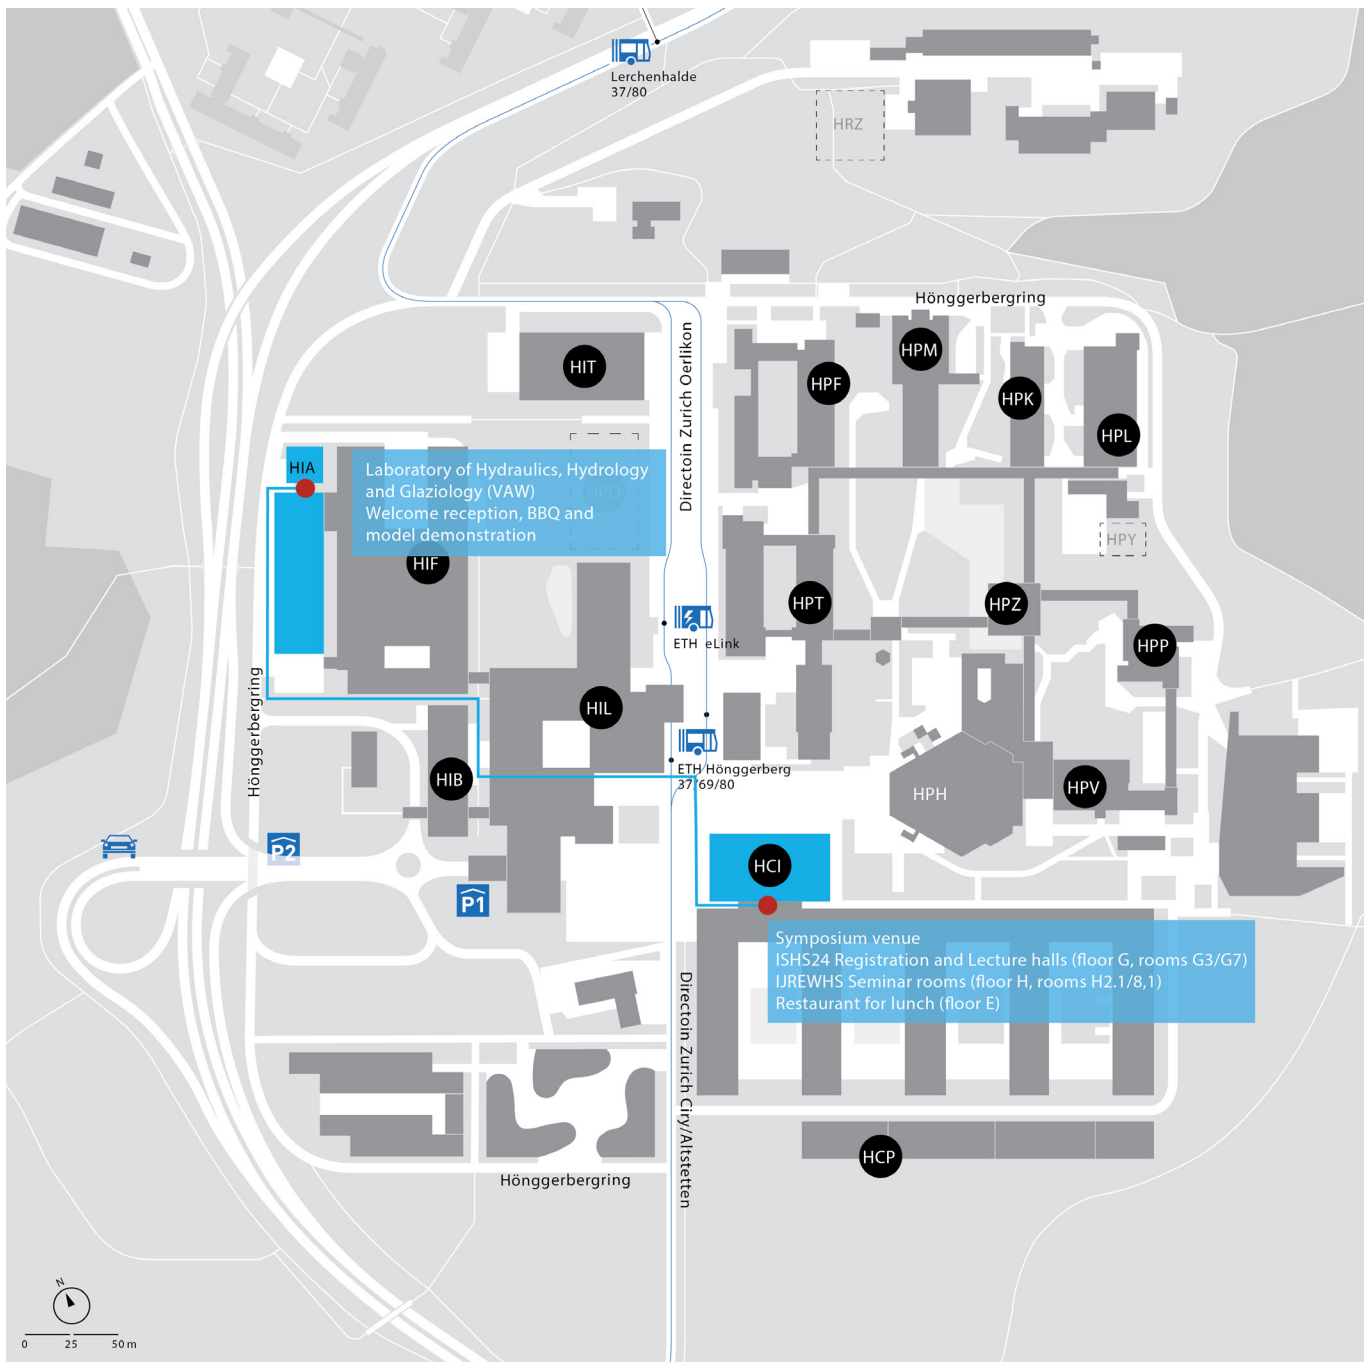 Lerchenhalde
37/80
HRZ
Hönggerbergring
Directoin Zurich Oerlikon
HIT
HPF
HPM
HPK
HPL
HIA
Laboratory of Hydraulics, Hydrology
and Glaziology (VAW)
Welcome reception, BBQ and
model demonstration
HPQ
HPY
HIF
HPT
HPZ
HPP
ETH eLink
Hönggerbergring
HIL
ETH Hönggerberg
37/69/80
HIB
HPH
HPV
P2
P1
HCI
Symposium venue
ISHS24 Registration and Lecture halls (floor G, rooms G3/G7)
IJREWHS Seminar rooms (floor H, rooms H2.1/8,1)
Restaurant for lunch (floor E)
Directoin Zurich Ciry/Altstetten
HCP
Hönggerbergring
N
0 25 50 m